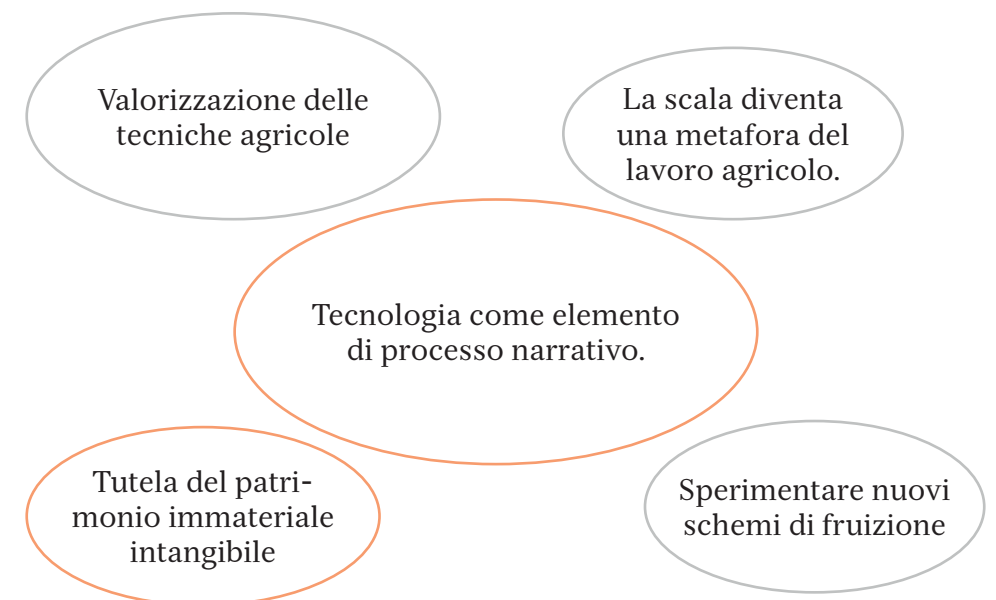 Valorizzazione delle
tecniche agricole
La scala diventa
una metafora del
lavoro agricolo.
Tecnologia come elemento
di processo narrativo.
Tutela del patri-
monio immateriale
intangibile
Sperimentare nuovi
schemi di fruizione